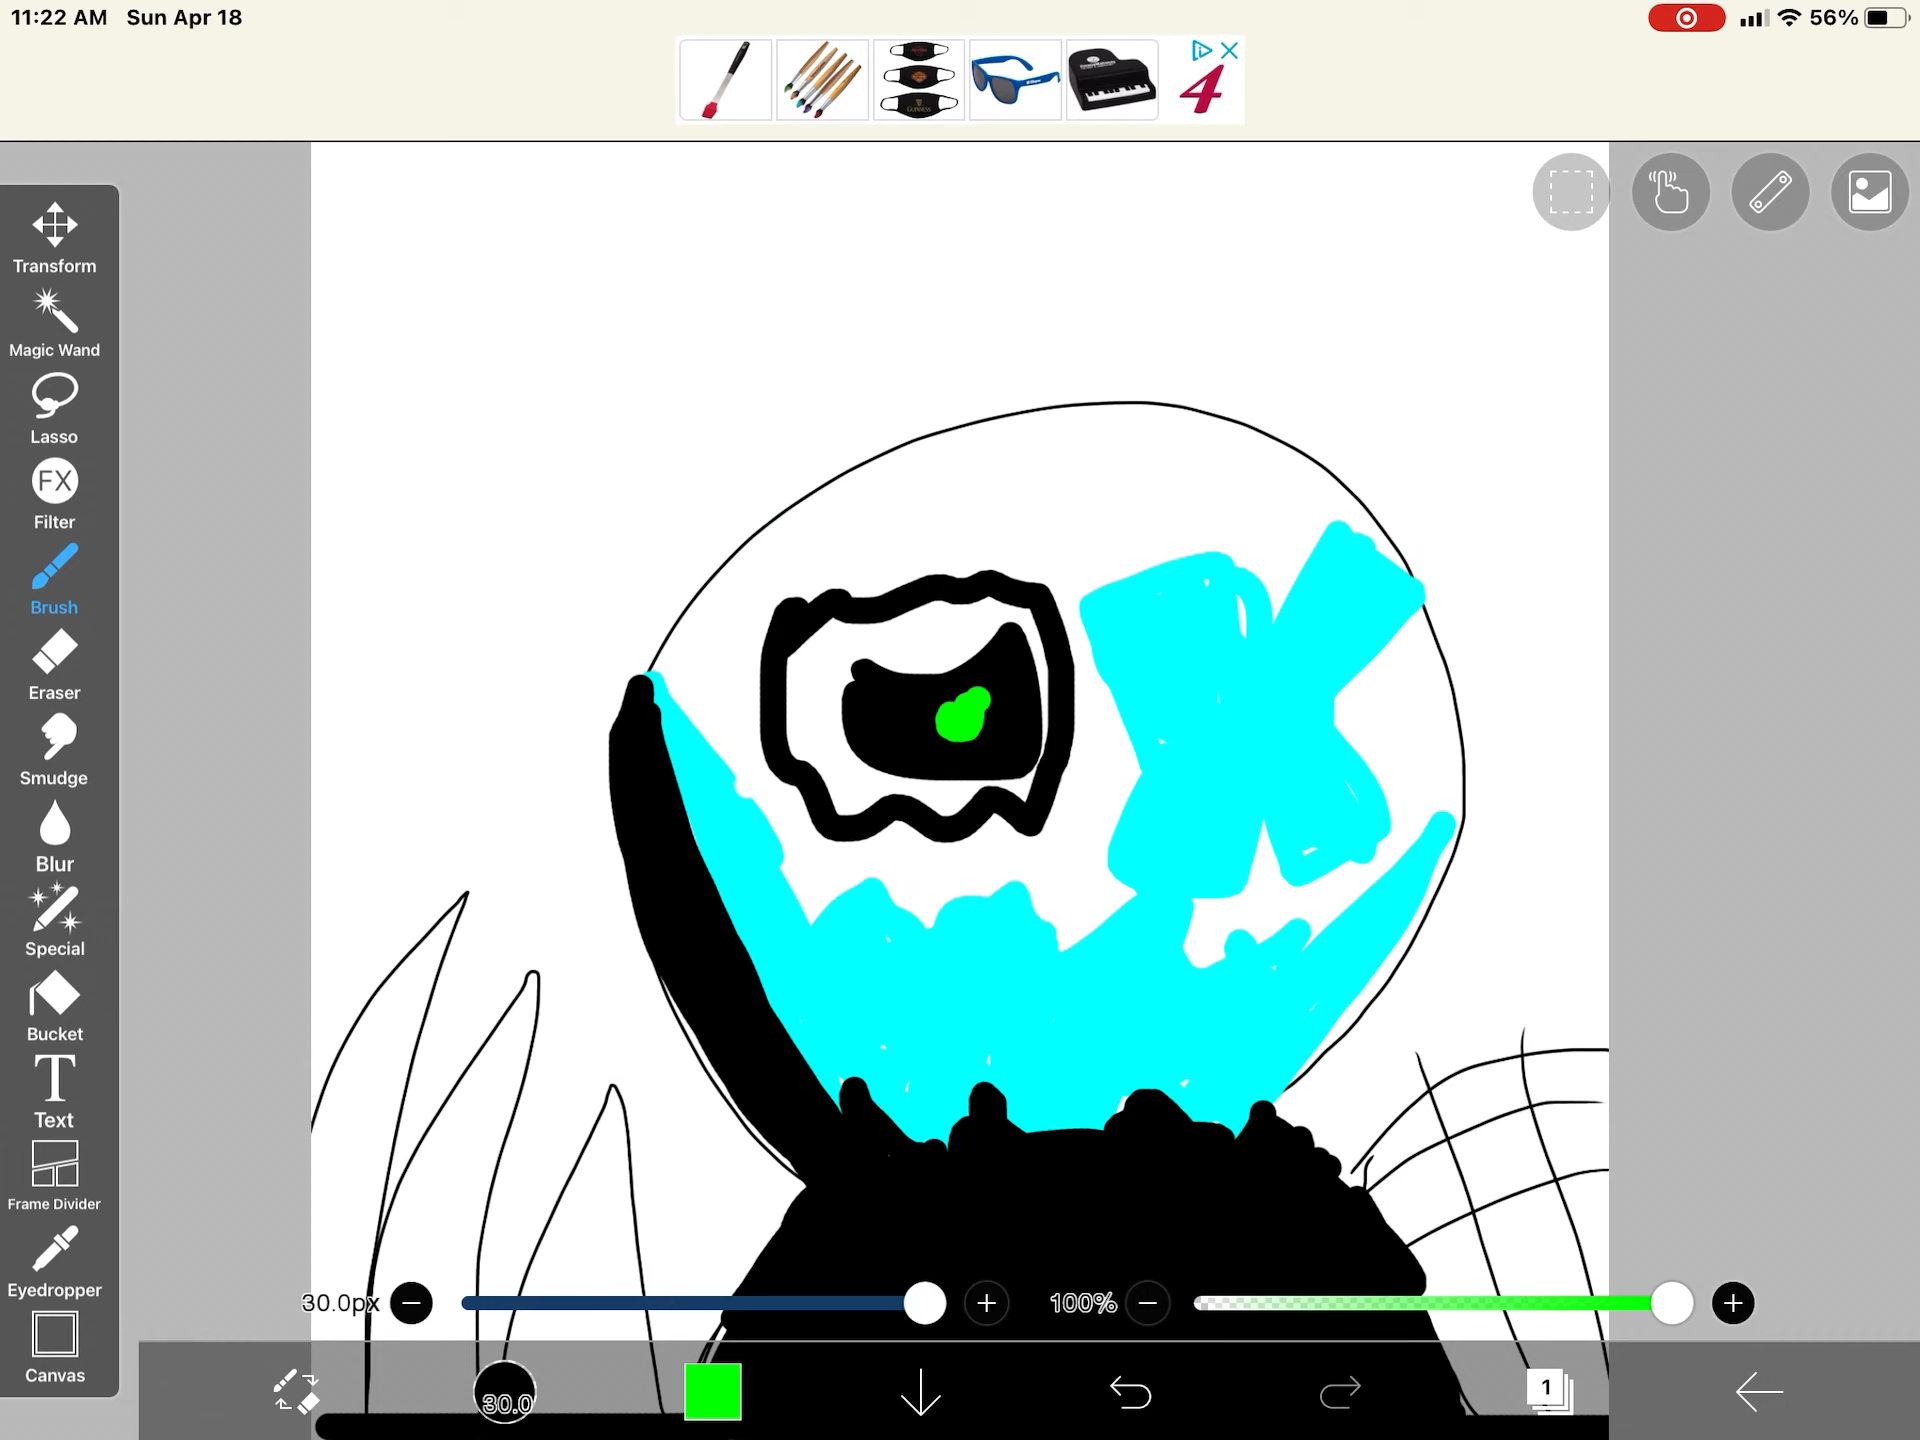 11:22 AM Sun Apr 18
56%
GUINNESS
4
Transform
Magic Wand
Lasso
FX
Filter
Brush
Eraser
Smudge
Blur
Special
Bucket
T
Text
Frame Divider
Eyedropper
Canvas
30.0px
100%
30.0
1